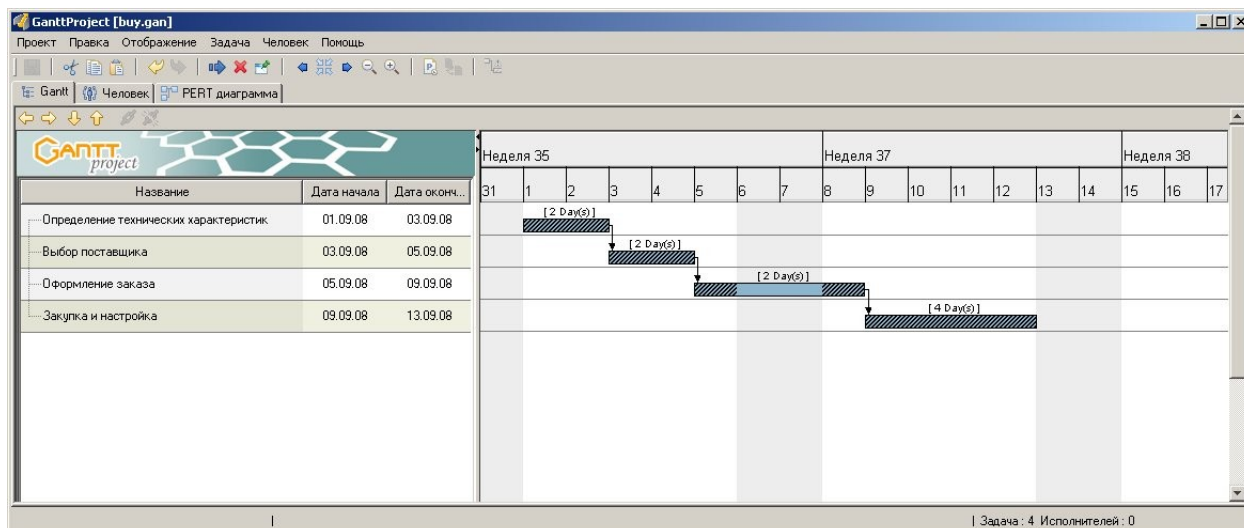 GanttProject [buy.gan]
Проект Правка Отображение Задача Человек Помощь
Gantt Человек PERT диаграмма
GANTT project
Неделя 35 Неделя 37 Неделя 38
Название Дата начала Дата оконч... 31 1 2 3 4 5 6 7 8 9 10 11 12 13 14 15 16 17
Определение технических характеристик 01.09.08 03.09.08 [ 2 Day(s) ]
Выбор поставщика 03.09.08 05.09.08 [ 2 Day(s) ]
Оформление заказа 05.09.08 09.09.08 [ 2 Day(s) ]
Закупка и настройка 09.09.08 13.09.08 [ 4 Day(s) ]
Задача : 4 Исполнителей : 0